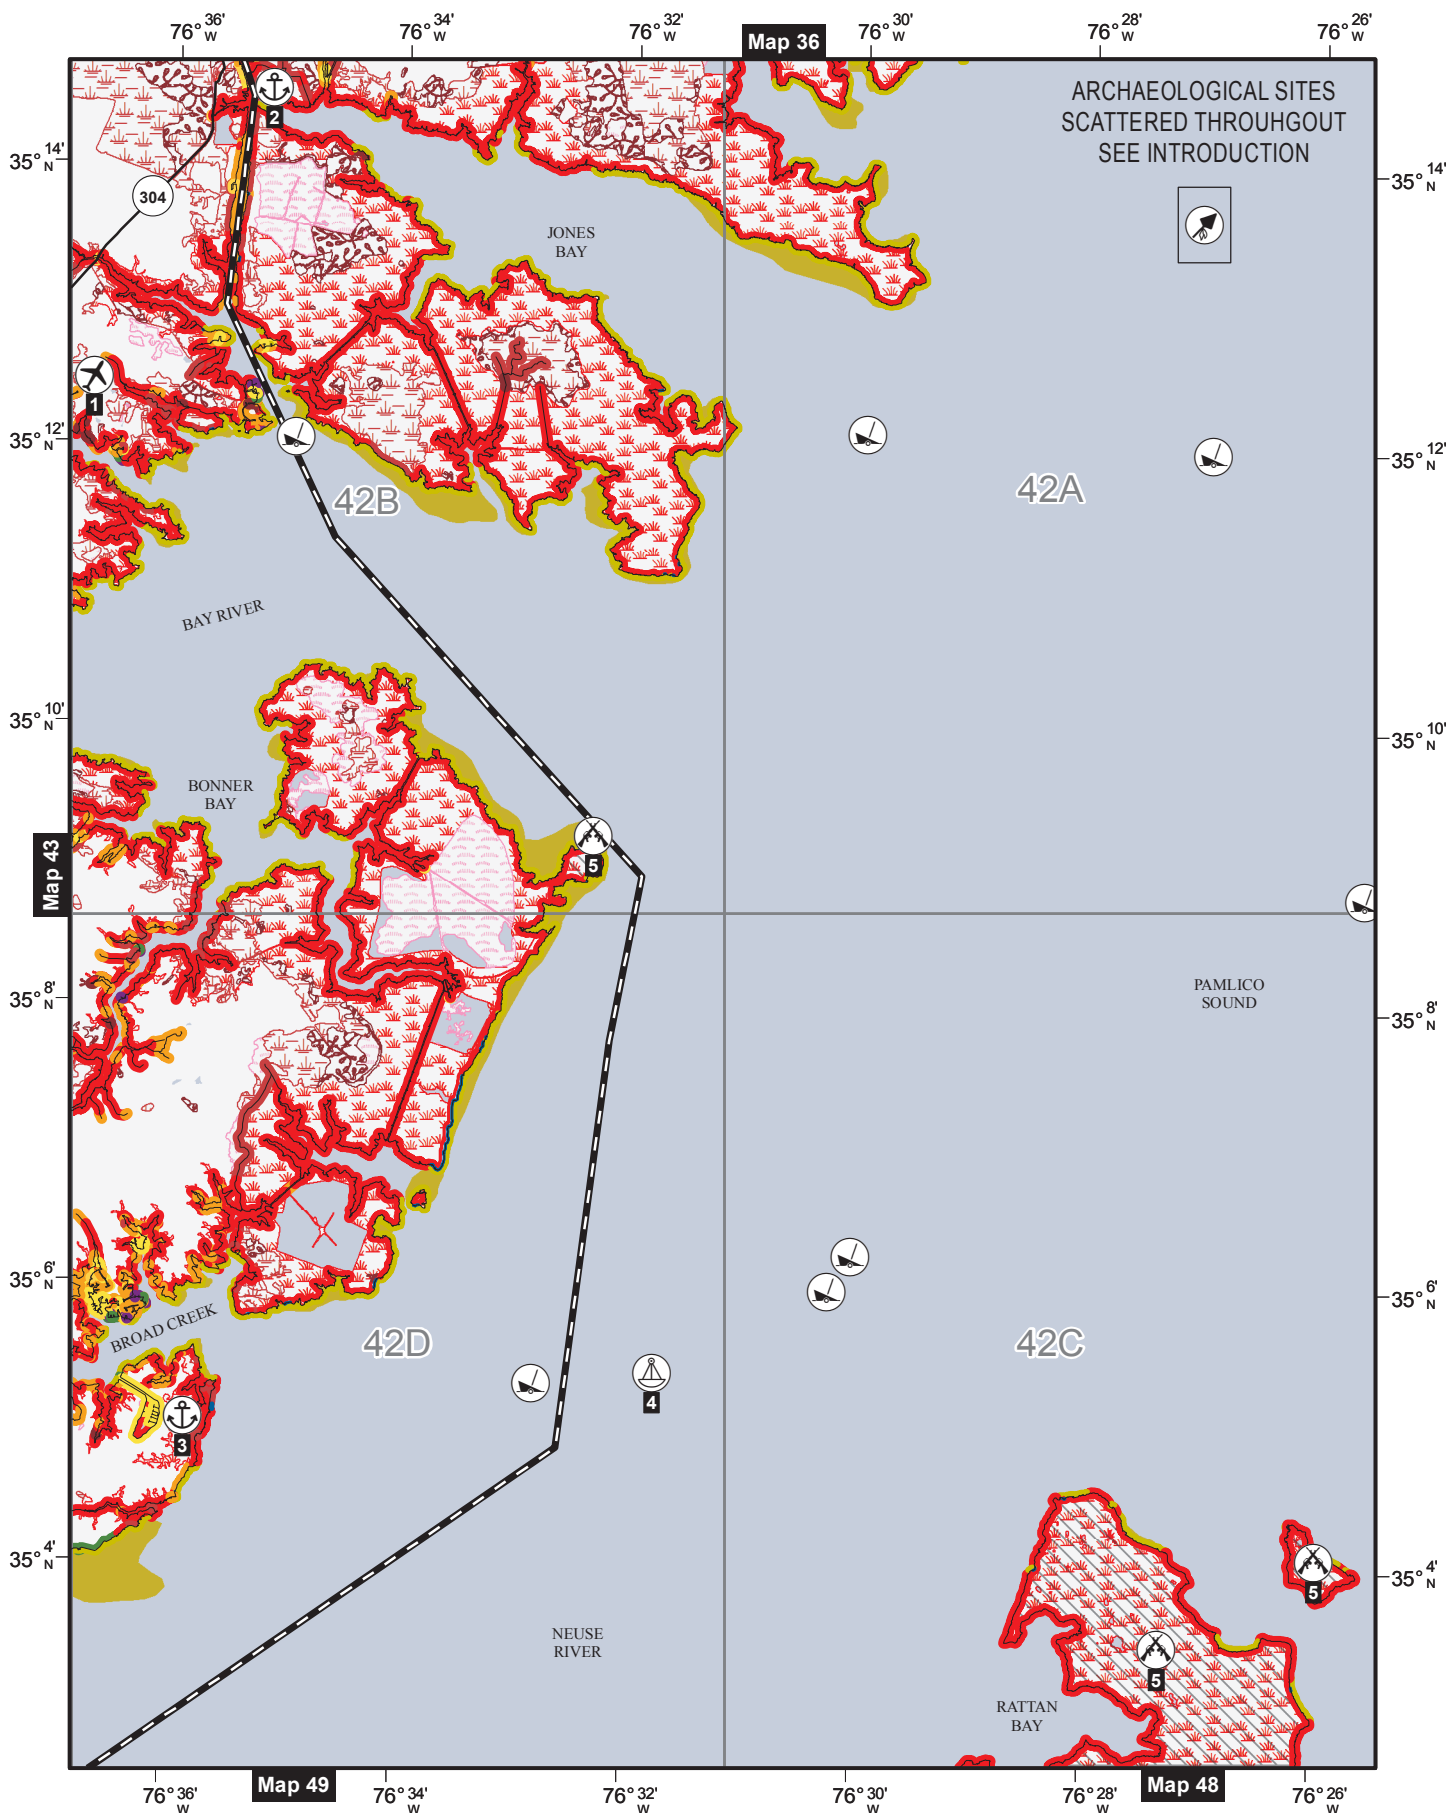 76° 36' W
76° 34' W
76° 32' W
76° 30' W
76° 28' W
76° 26' W
Map 36
ARCHAEOLOGICAL SITES
SCATTERED THROUHGOUT
SEE INTRODUCTION
2
35° 14' N
35° 14' N
304
JONES
BAY
1
35° 12' N
35° 12' N
42B
42A
BAY RIVER
35° 10' N
35° 10' N
BONNER
BAY
Map 43
5
35° 8' N
35° 8' N
PAMLICO
SOUND
35° 6' N
35° 6' N
BROAD CREEK
42D
42C
4
3
35° 4' N
35° 4' N
5
5
NEUSE
RIVER
RATTAN
BAY
76° 36' W
Map 49
76° 34' W
76° 32' W
76° 30' W
76° 28' W
Map 48
76° 26' W